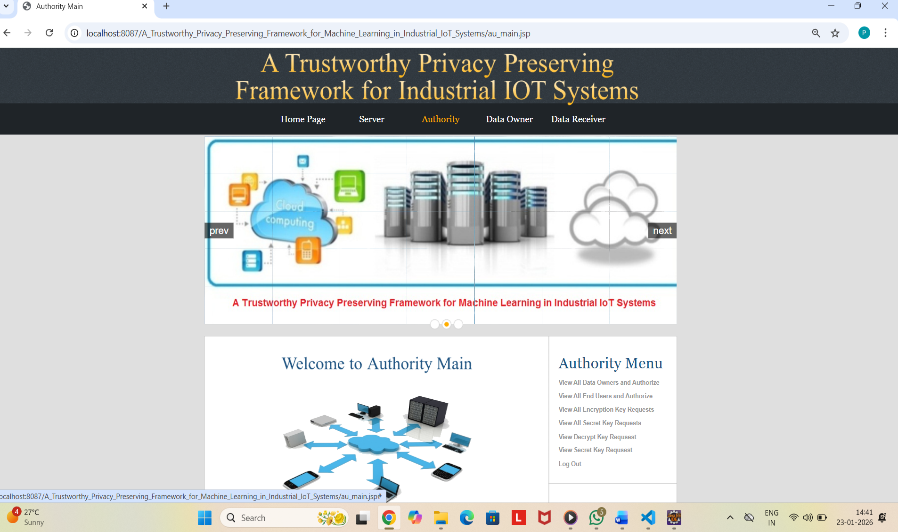 Authority Main
localhost:8087/A_Trustworthy_Privacy_Preserving_Framework_for_Machine_Learning_in_Industrial_IoT_Systems/au_main.jsp
P
A Trustworthy Privacy Preserving
Framework for Industrial IOT Systems
Home Page Server Authority Data Owner Data Receiver
Cloud
computing
prev next
A Trustworthy Privacy Preserving Framework for Machine Learning in Industrial IoT Systems
Welcome to Authority Main
Authority Menu
View All Data Owners and Authorize
View All End Users and Authorize
View All Encryption Key Requests
View All Secret Key Requests
View Decrypt Key Requeset
View Secret Key Requeset
Log Out
ocalhost:8087/A_Trustworthy_Privacy_Preserving_Framework_for_Machine_Learning_in_Industrial_IoT_Systems/au_main.jsp#
4
27°C
Sunny
Search
L
5
ENG
IN
14:41
23-01-2026